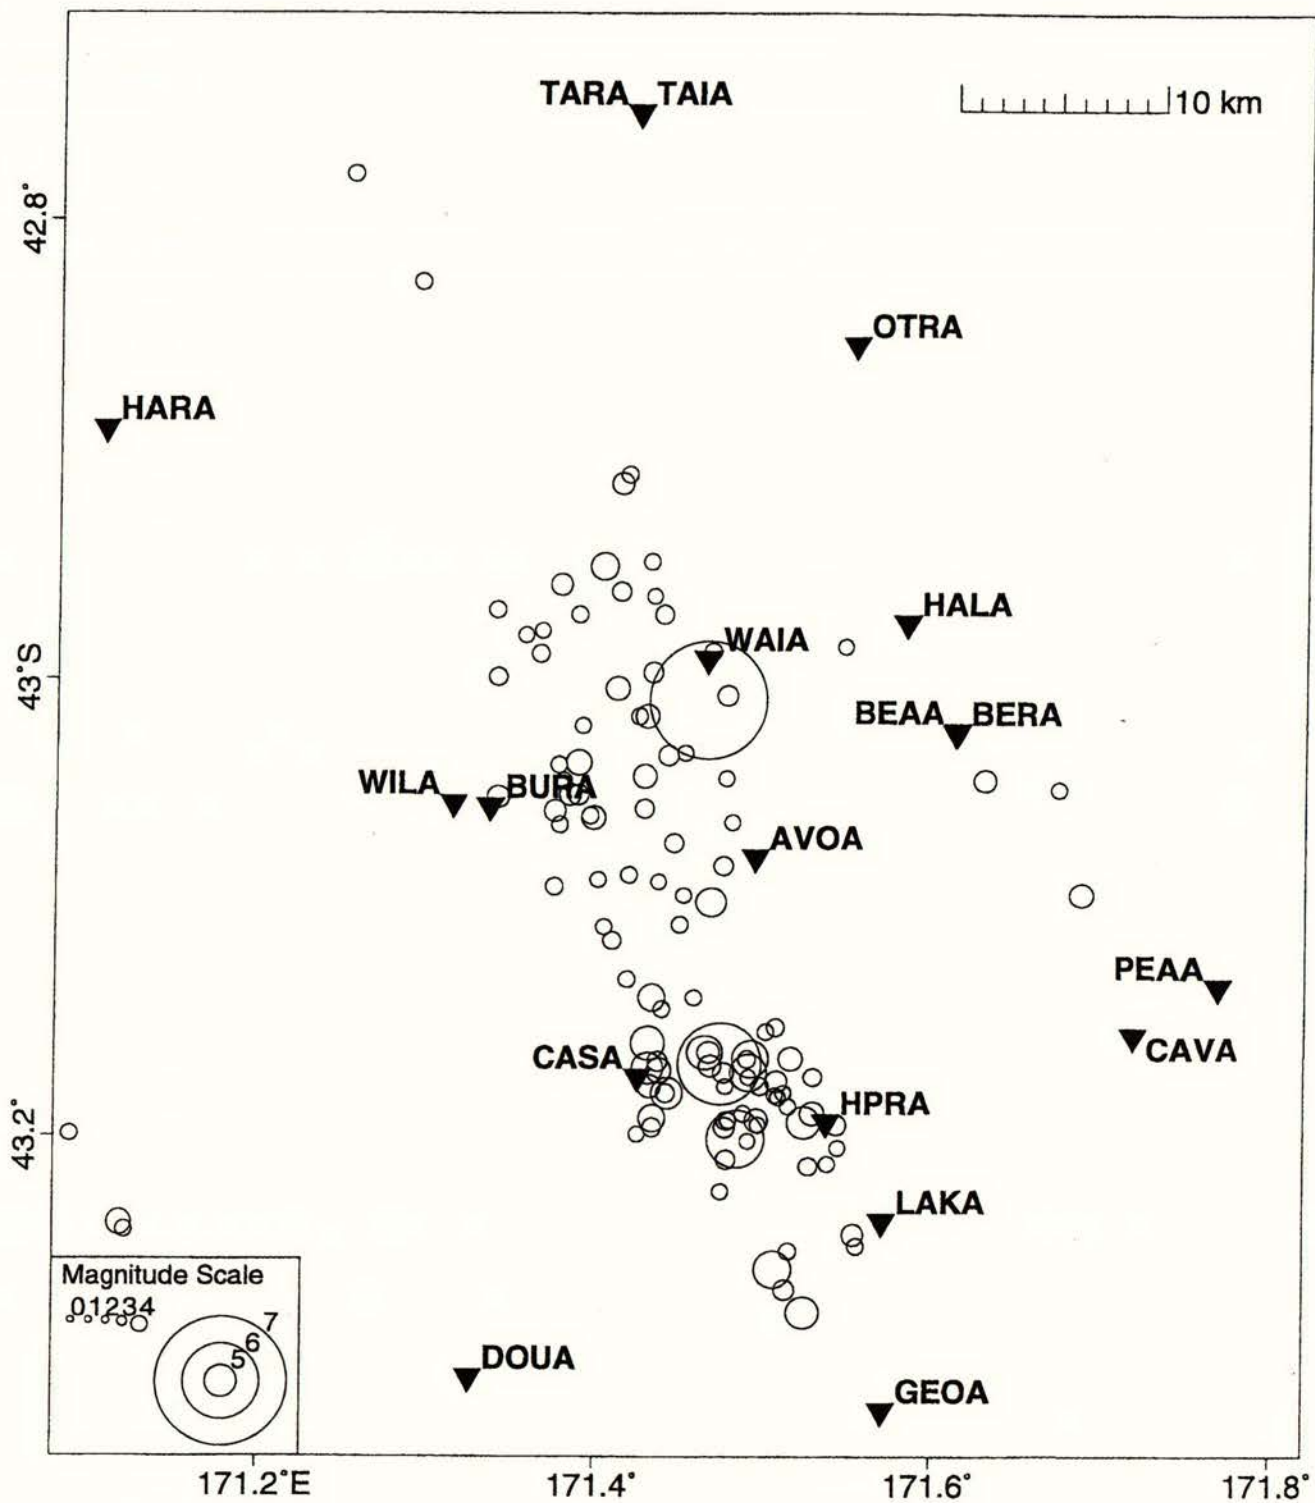 TARA TAIA
10 km
42.8°
OTRA
HARA
HALA
WAIA
43°S
BEAA BERA
WILA BURA
AVOA
PEAA
CASA
CAVA
HPRA
43.2°
LAKA
Magnitude Scale
01234
7
6
5
DOUA
GEOA
171.2°E 171.4° 171.6° 171.8°